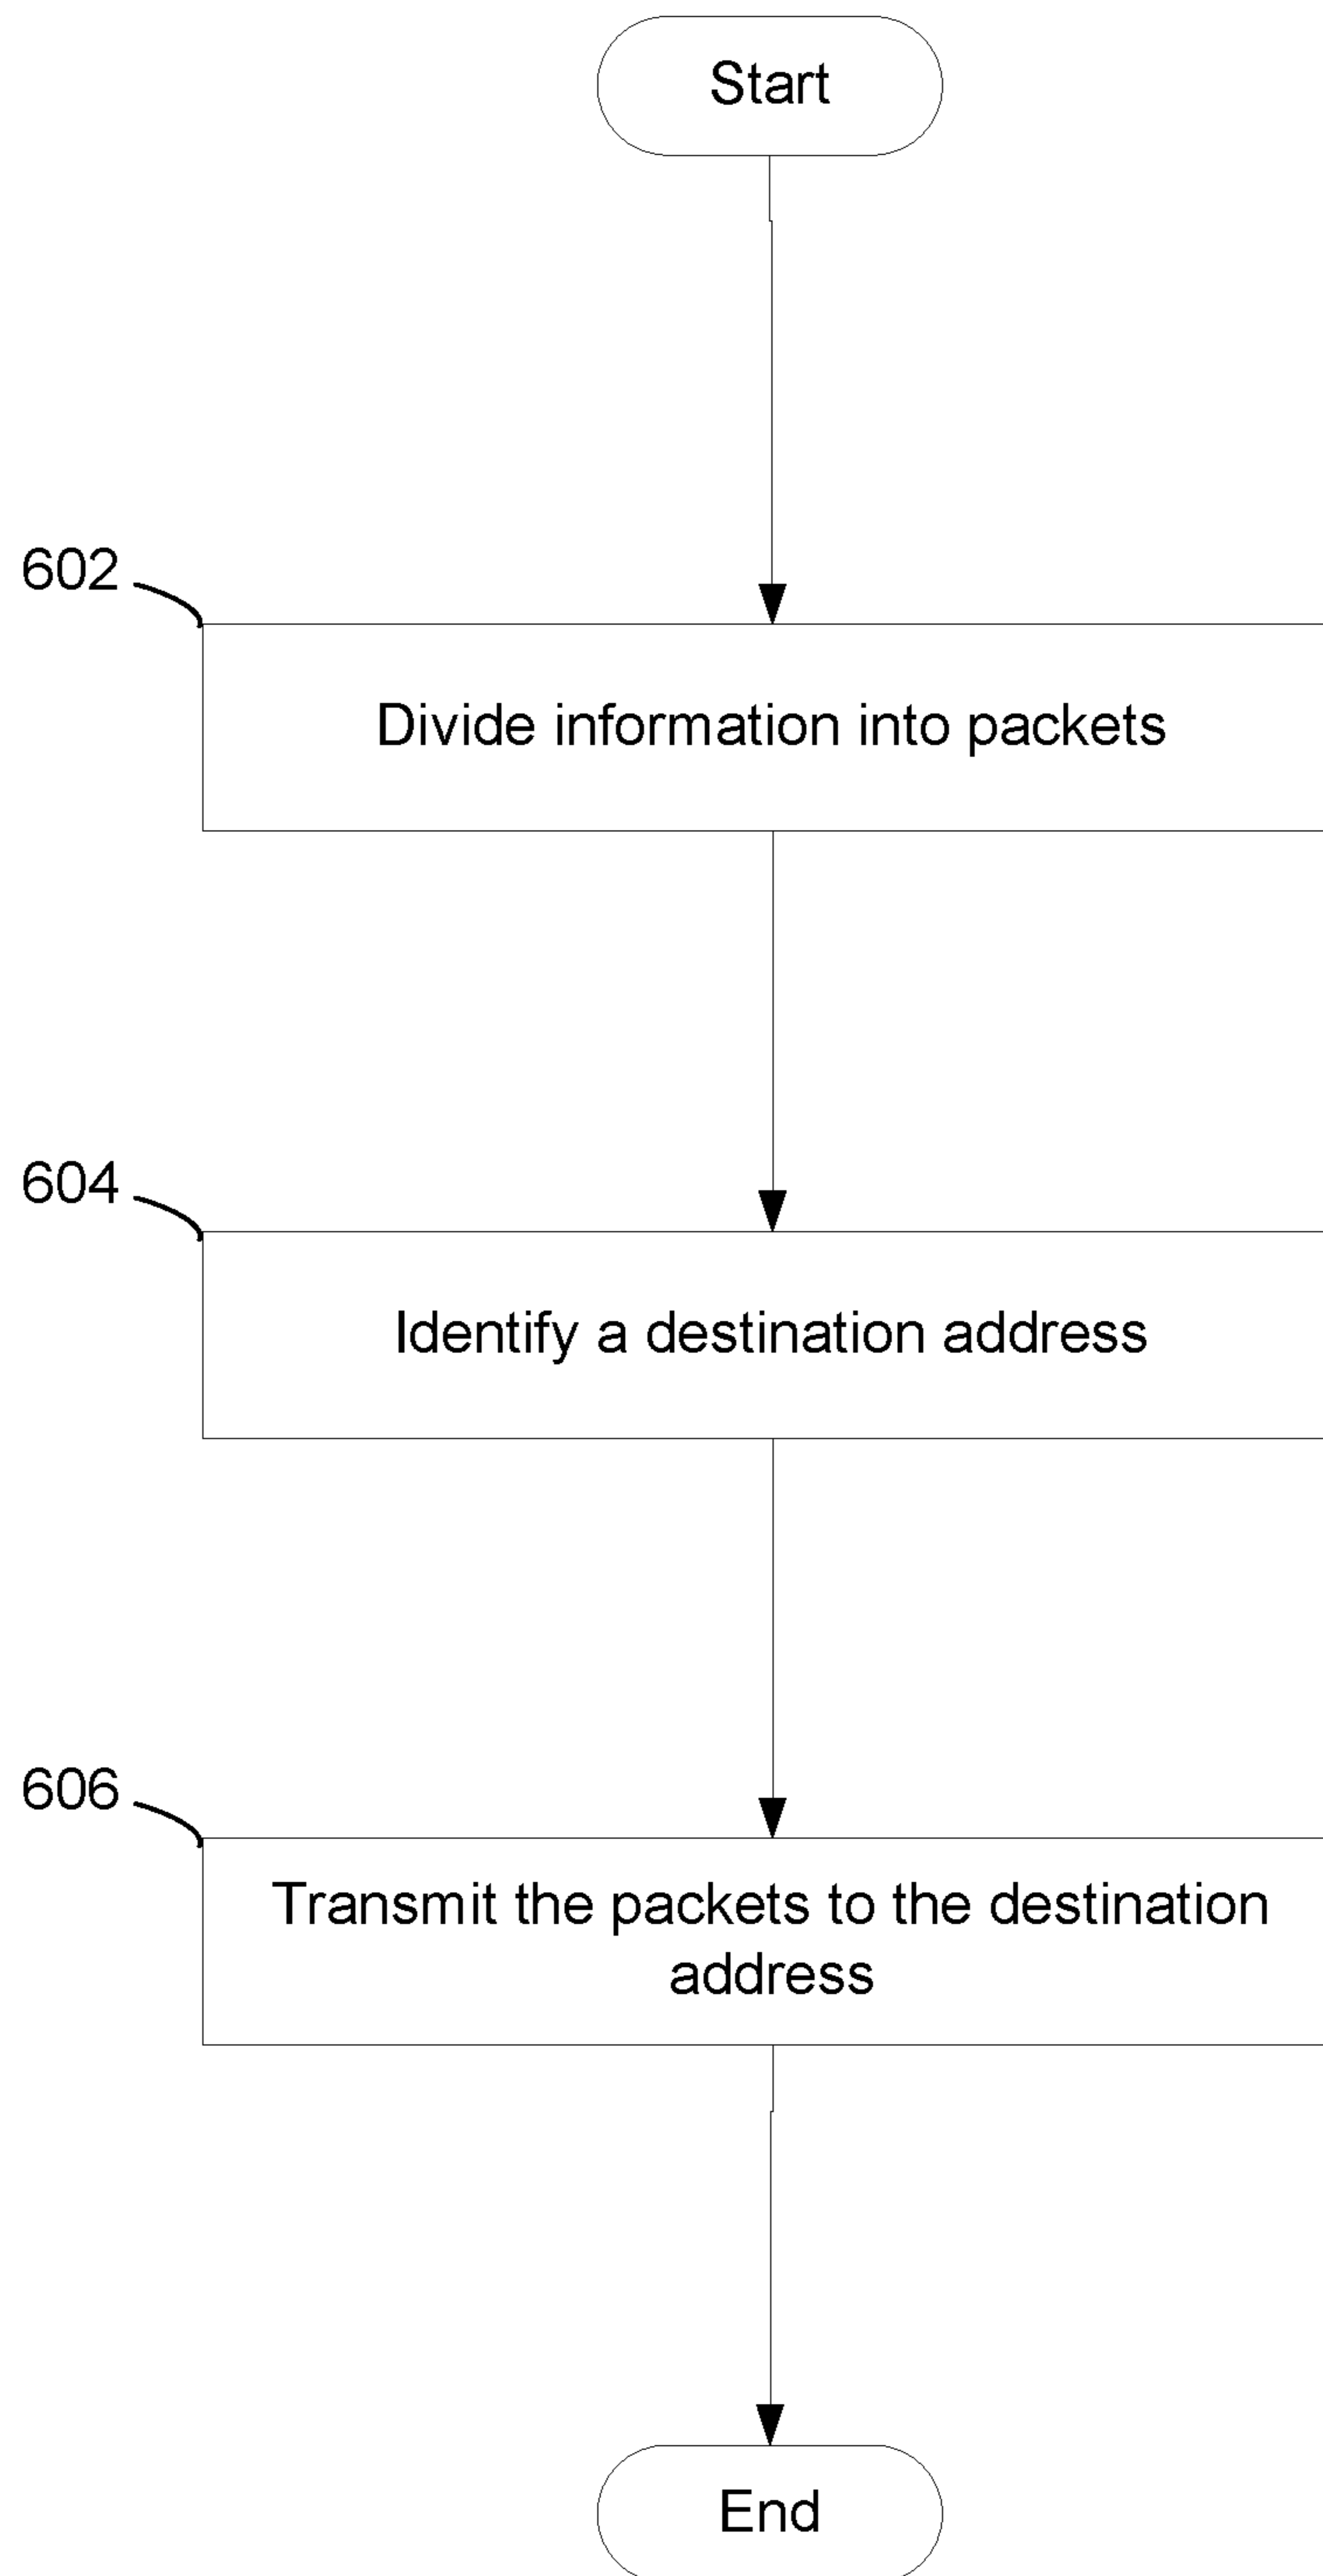 Start
602
Divide information into packets
604
Identify a destination address
606
Transmit the packets to the destination
address
End